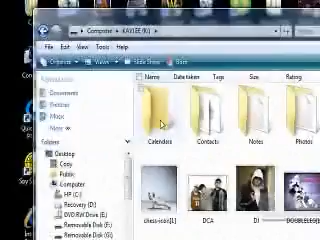 Computer ▸ KAYLEE (K:) ▸
File Edit View Tools Help
Organize Views Slide Show Burn
Name Date taken Tags Size Rating
Documents
Pictures
Music
More
Folders
Calendars Contacts Notes Photos
Desktop
Cody
Public
Computer
HP (C:)
Recovery (D:)
DVD RW Drive (E:)
Removable Disk (F:)
Removable Disk (G:)
DCA DJ